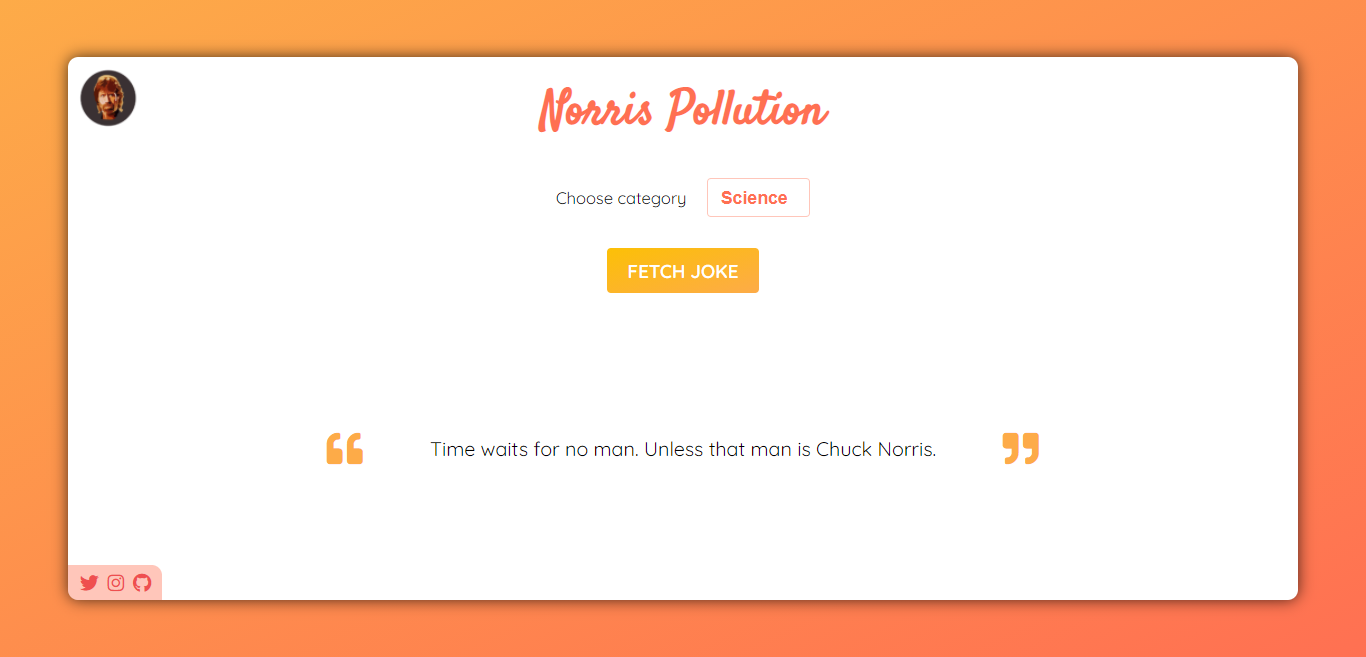 Norris Pollution
Choose category Science
FETCH JOKE
Time waits for no man. Unless that man is Chuck Norris.